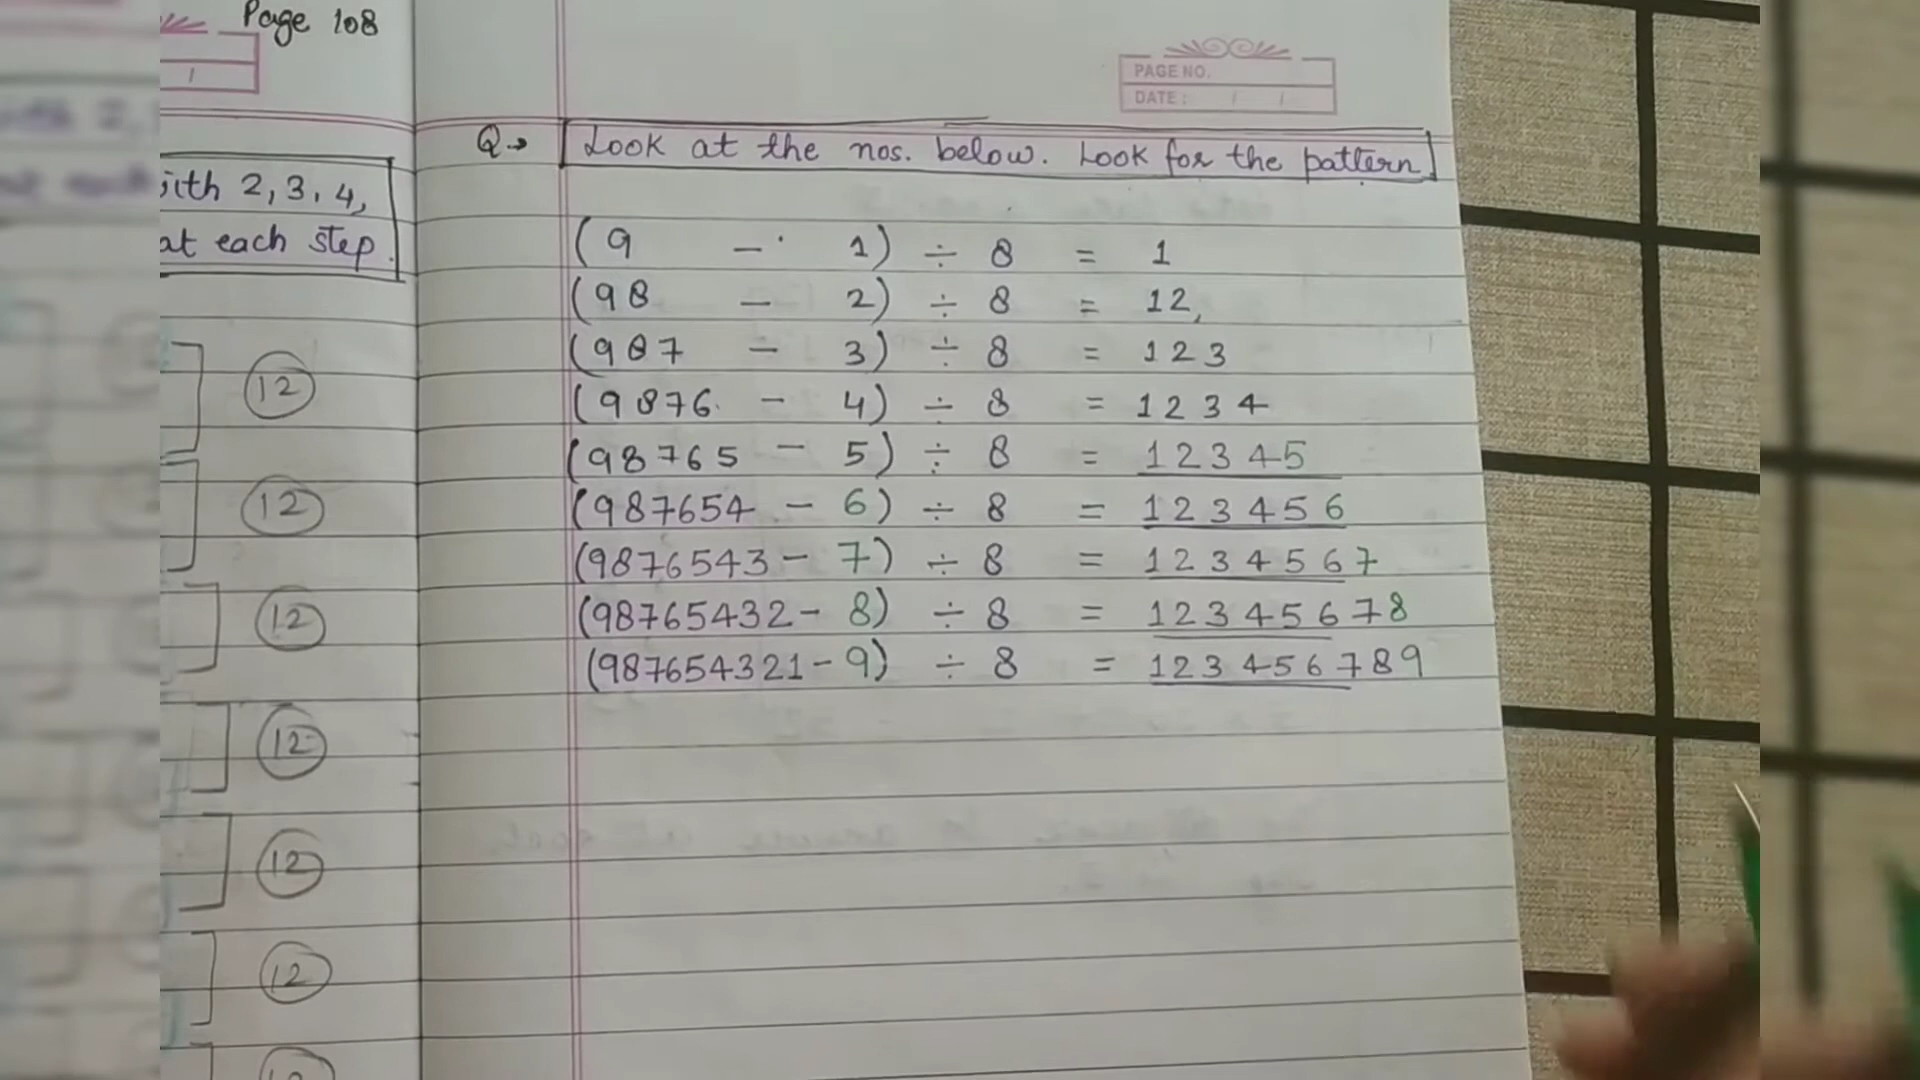 Page 108
with 2, 3, 4,
at each step.
12
12
12
12
12
12
PAGE NO.
DATE: / /
Q→ Look at the nos. below. Look for the pattern.
(9 - 1) ÷ 8 = 1
(98 - 2) ÷ 8 = 12,
(987 - 3) ÷ 8 = 123
(9876 - 4) ÷ 8 = 1234
(98765 - 5) ÷ 8 = 12345
(987654 - 6) ÷ 8 = 123456
(9876543 - 7) ÷ 8 = 1234567
(98765432 - 8) ÷ 8 = 12345678
(987654321 - 9) ÷ 8 = 123456789